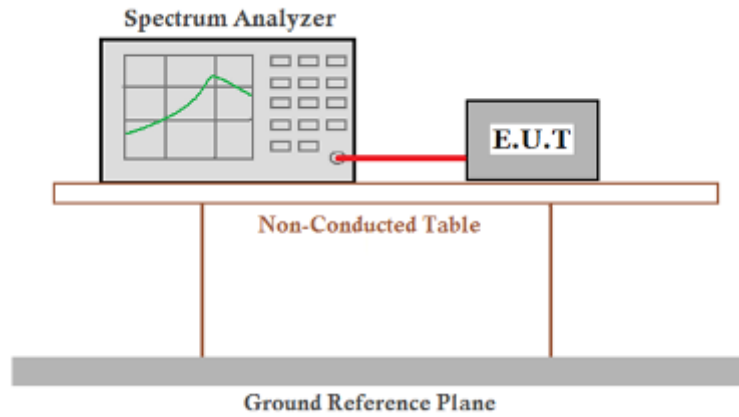 Spectrum Analyzer
E.U.T
Non-Conducted Table
Ground Reference Plane